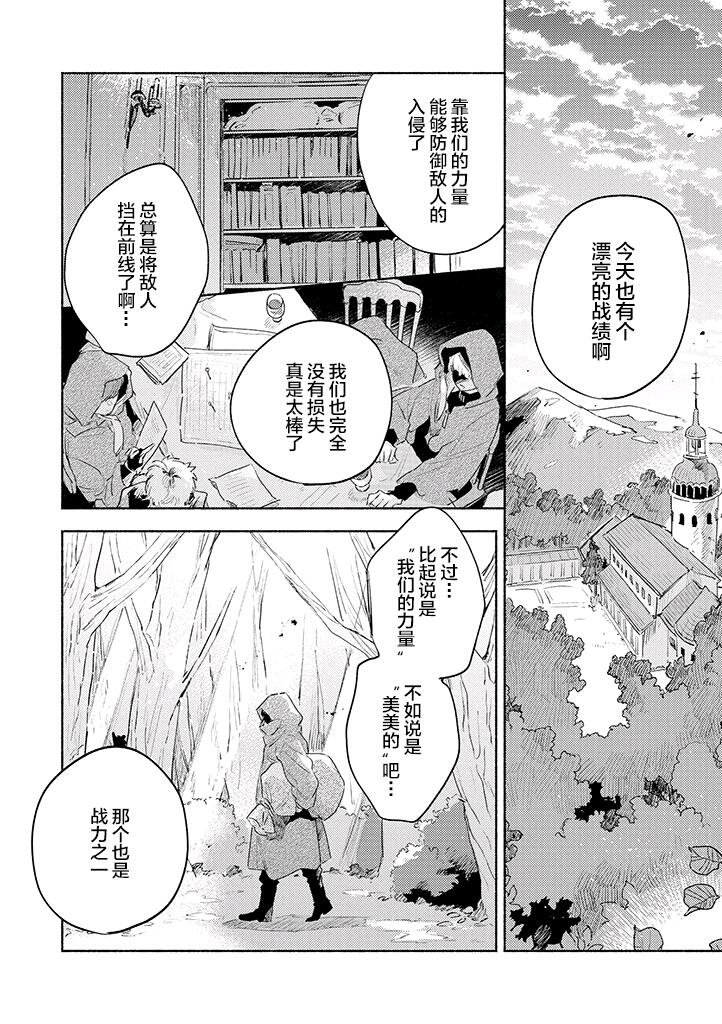 今天也有个
漂亮的战绩啊
靠我们的力量
能够防御敌人的
入侵了
总算是将敌人
挡在前线了啊…
我们也完全
没有损失
真是太棒了
不过…
比起说是
“我们的力量“
不如说是
“美美的“吧…
那个也是
战力之一